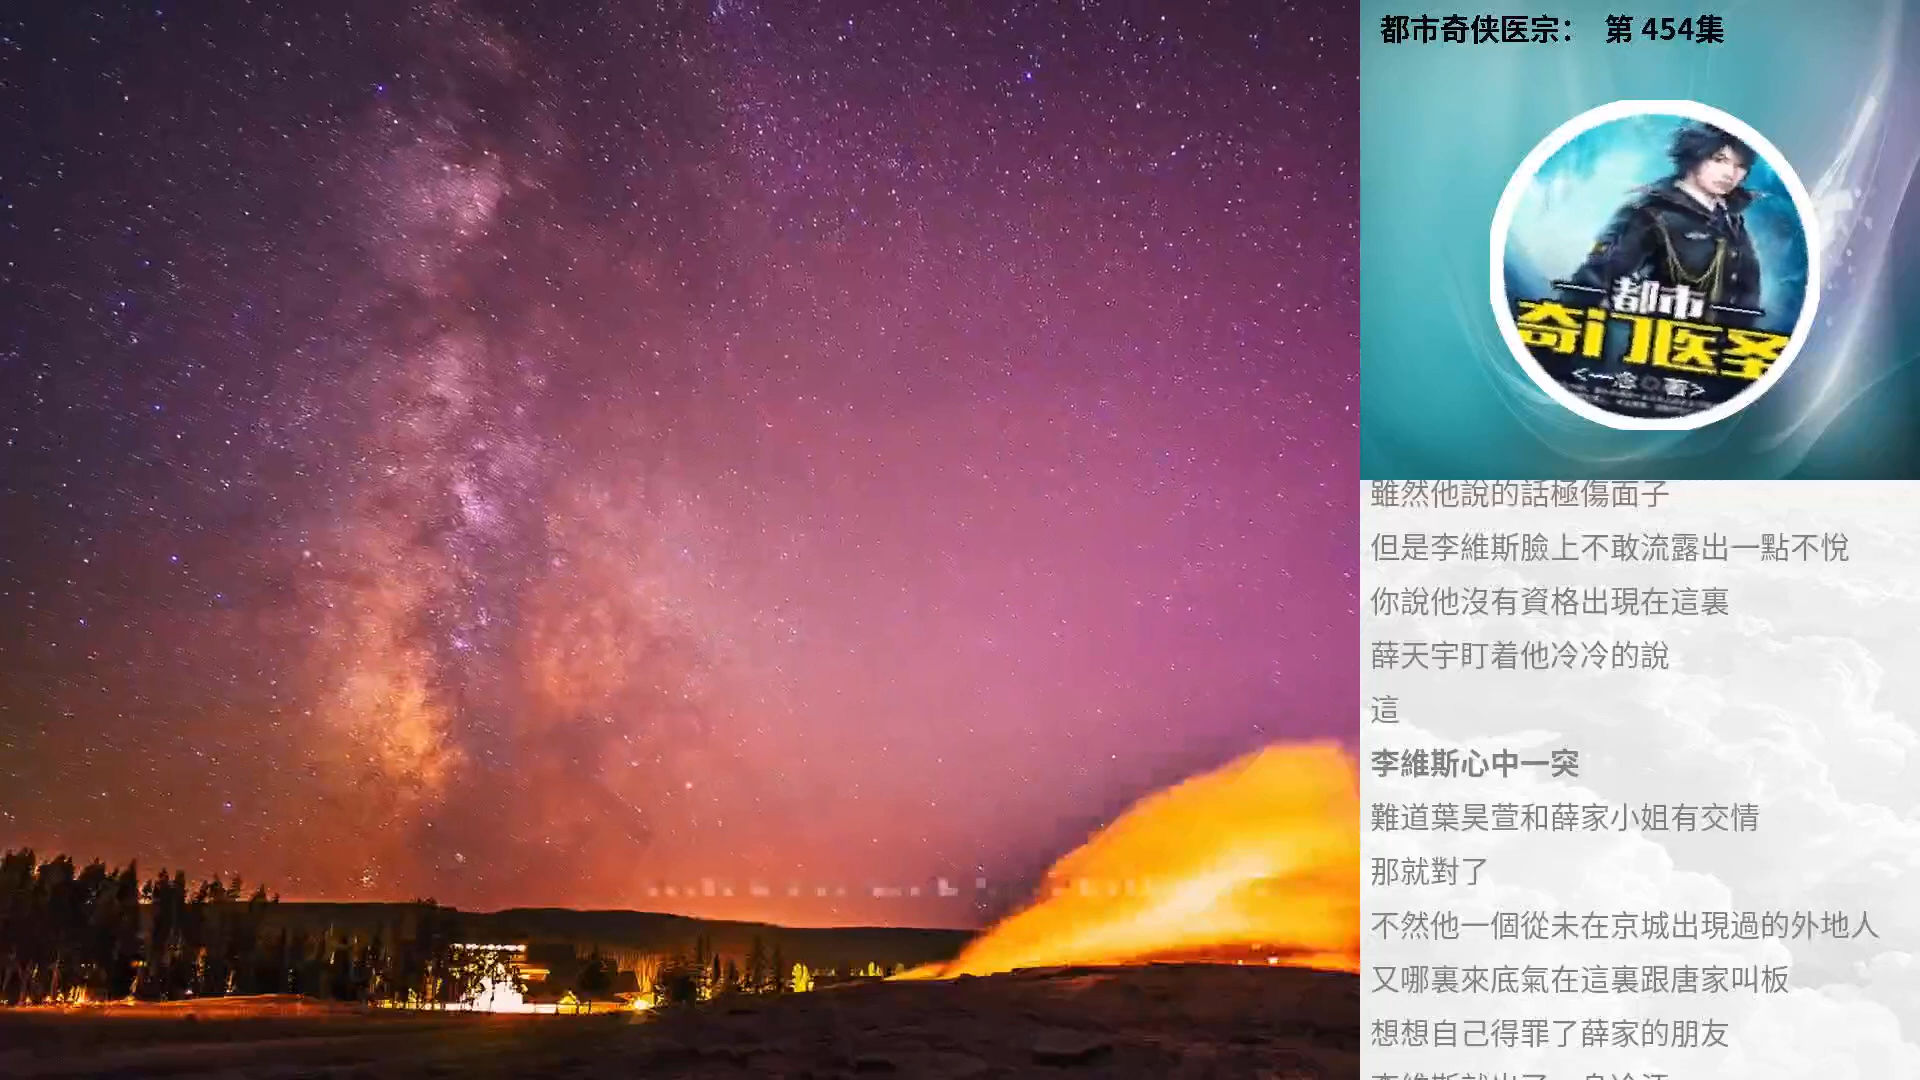 都市奇侠医宗： 第 454集
都市
奇门医圣
雖然他說的話極傷面子
但是李維斯臉上不敢流露出一點不悅
你說他沒有資格出現在這裏
薛天宇盯着他冷冷的說
這
李維斯心中一突
難道葉昊萱和薛家小姐有交情
那就對了
不然他一個從未在京城出現過的外地人
又哪裏來底氣在這裏跟唐家叫板
想想自己得罪了薛家的朋友